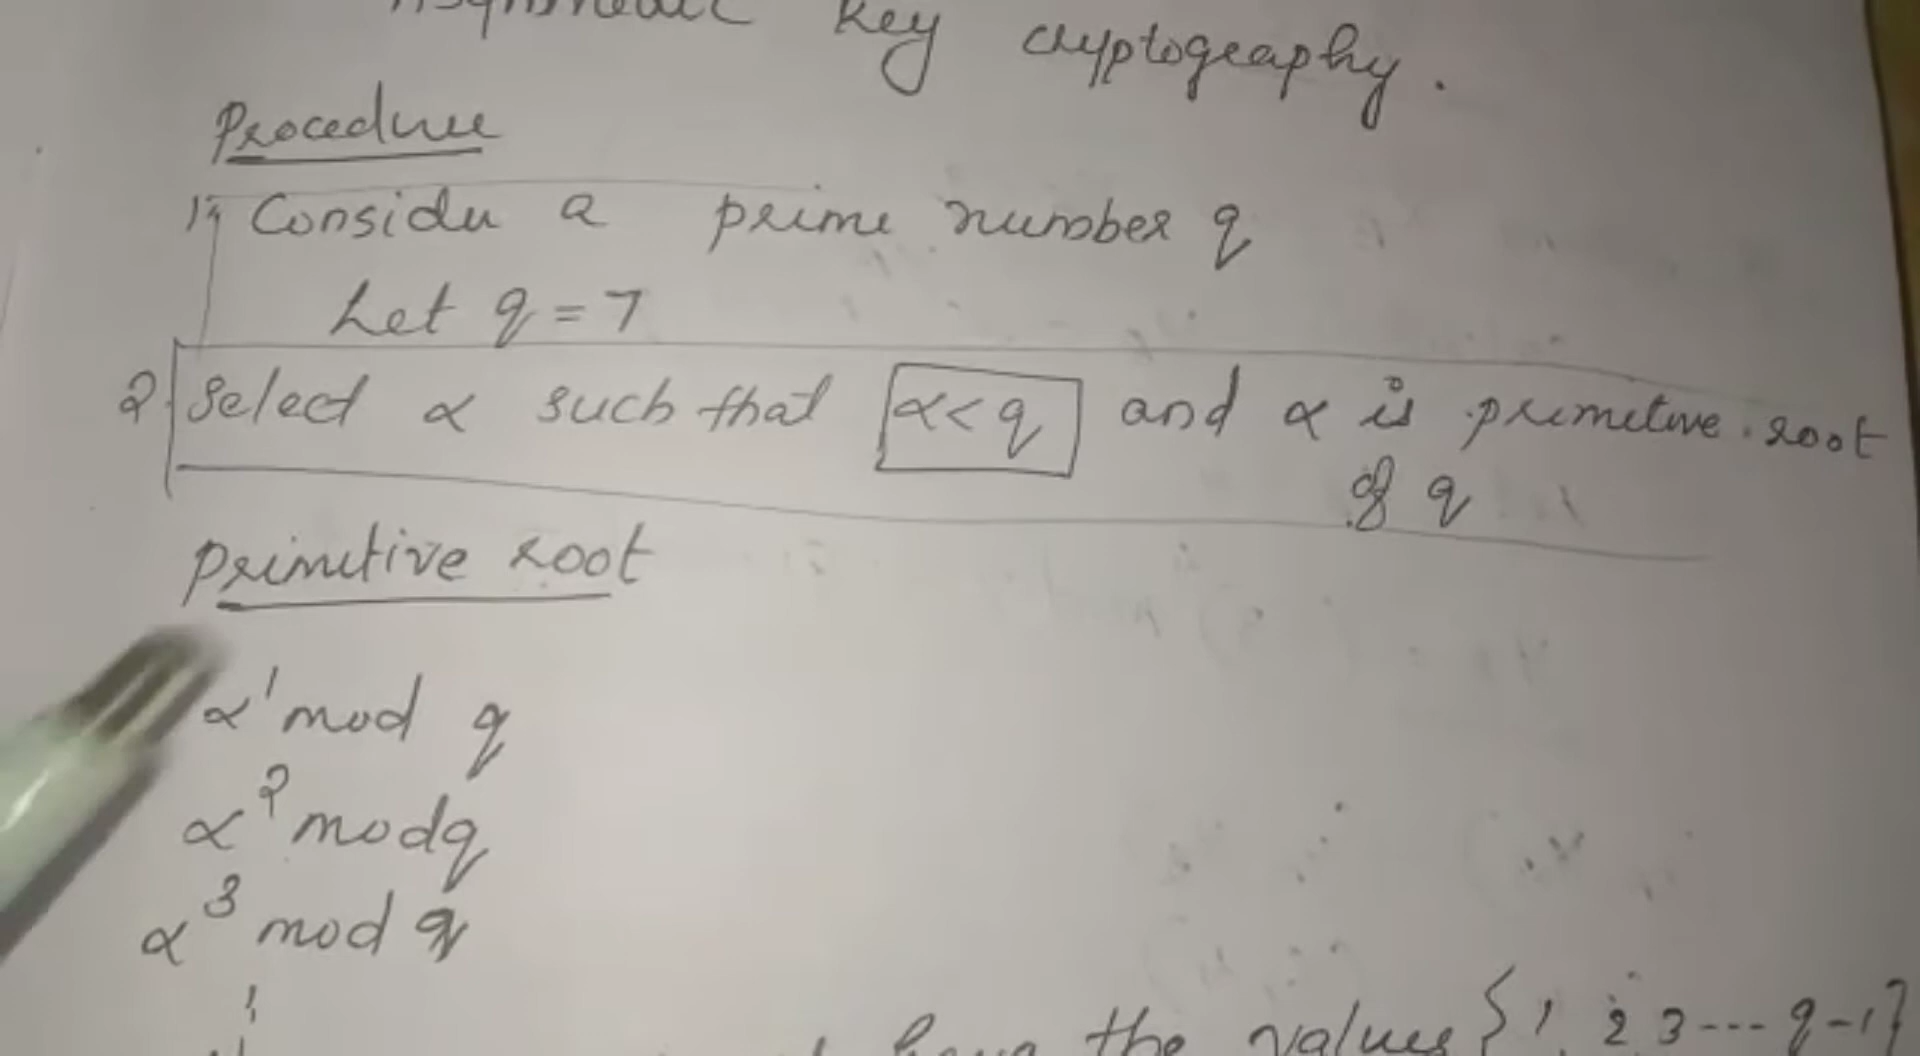 key cryptography.
Procedure
1) Consider a prime number q
Let q = 7
2. Select α such that α<q and α is primitive root
of q
primitive root
α¹ mod q
α² mod q
α³ mod q
the values {1, 2, 3 --- q-1}